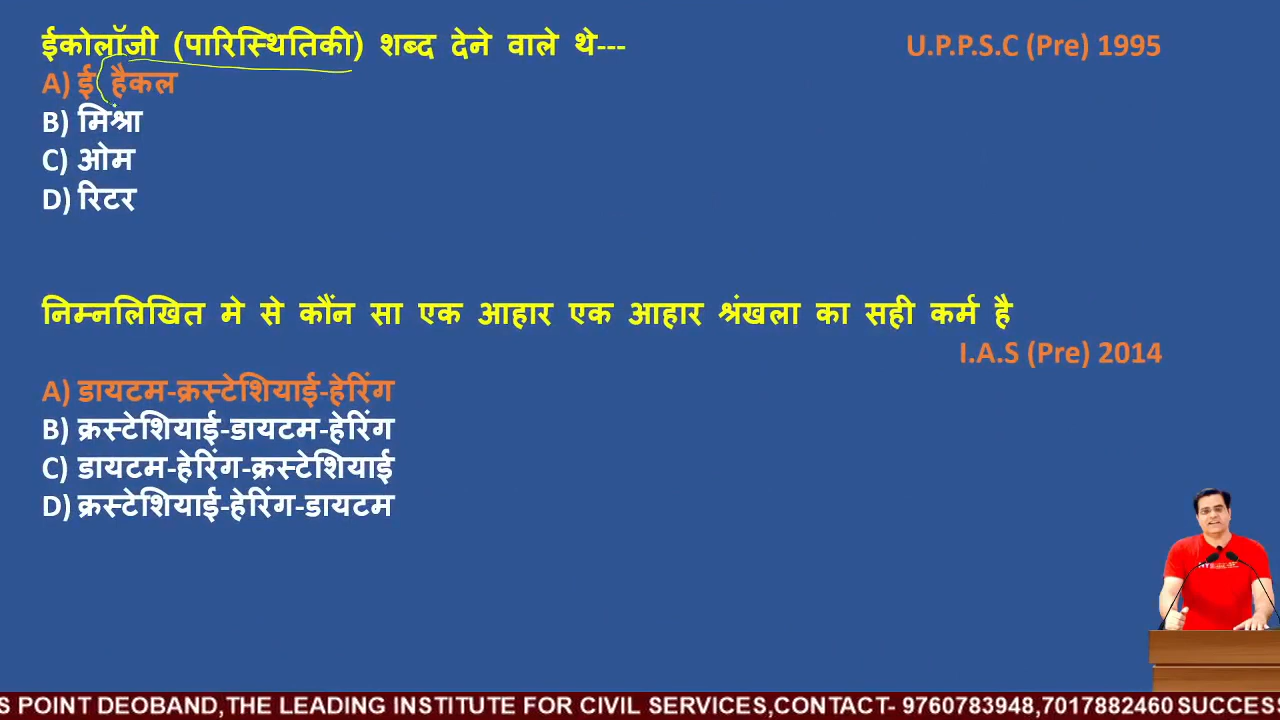 ईकोलॉजी (पारिस्थितिकी) शब्द देने वाले थे---
U.P.P.S.C (Pre) 1995
A) ई हैकल
B) मिंश्रा
C) ओम
D) रिटर
निम्नलिखित मे से कौंन सा एक आहार एक आहार श्रंखला का सही कर्म है
I.A.S (Pre) 2014
A) डायटम-क्रस्टेशियाई-हेरिंग
B) क्रस्टेशियाई-डायटम-हेरिंग
C) डायटम-हेरिंग-क्रस्टेशियाई
D) क्रस्टेशियाई-हेरिंग-डायटम
S POINT DEOBAND,THE LEADING INSTITUTE FOR CIVIL SERVICES,CONTACT- 9760783948,7017882460 SUCCESS